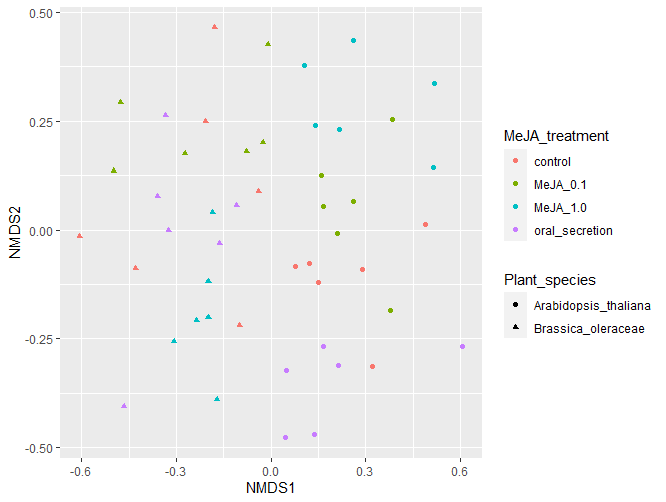 0.50
0.25
0.00
-0.25
-0.50
NMDS2
-0.6
-0.3
0.0
0.3
0.6
NMDS1
MeJA_treatment
control
MeJA_0.1
MeJA_1.0
oral_secretion
Plant_species
Arabidopsis_thaliana
Brassica_oleraceae